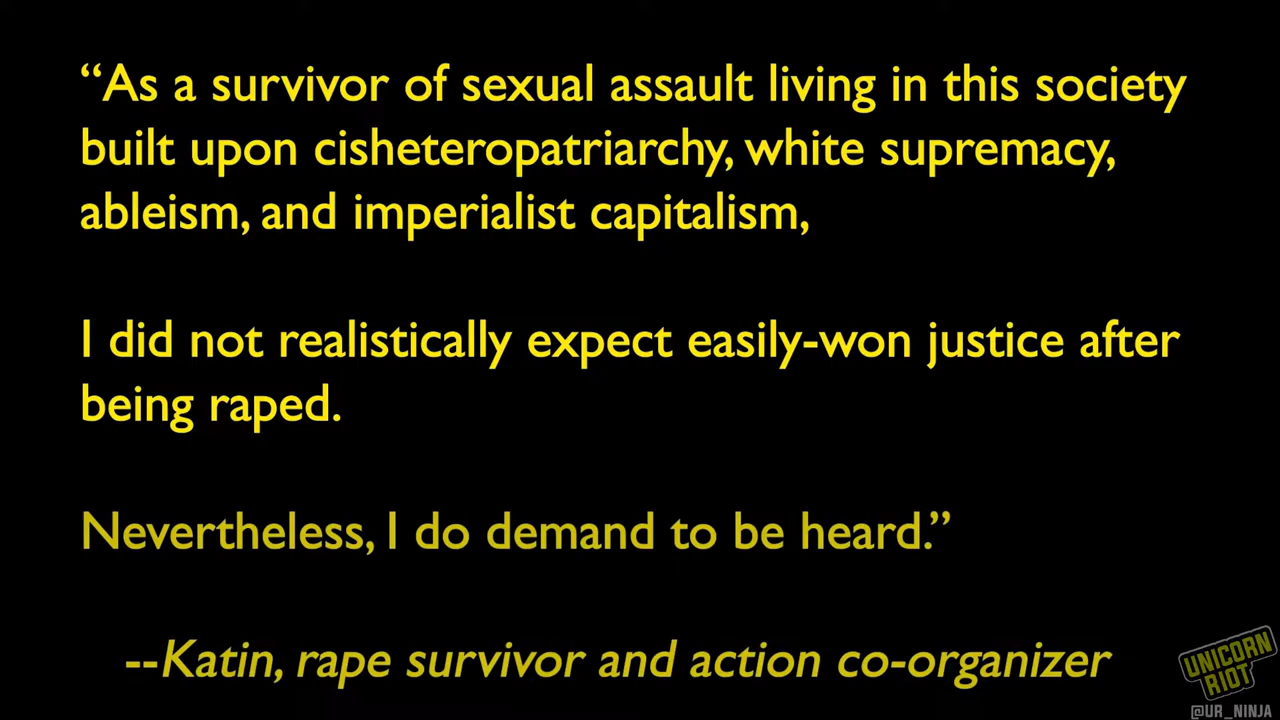 “As a survivor of sexual assault living in this society
built upon cisheteropatriarchy, white supremacy,
ableism, and imperialist capitalism,
I did not realistically expect easily-won justice after
being raped.
Nevertheless, I do demand to be heard.”
--Katin, rape survivor and action co-organizer
UNICORN
RIOT
@UR_NINJA